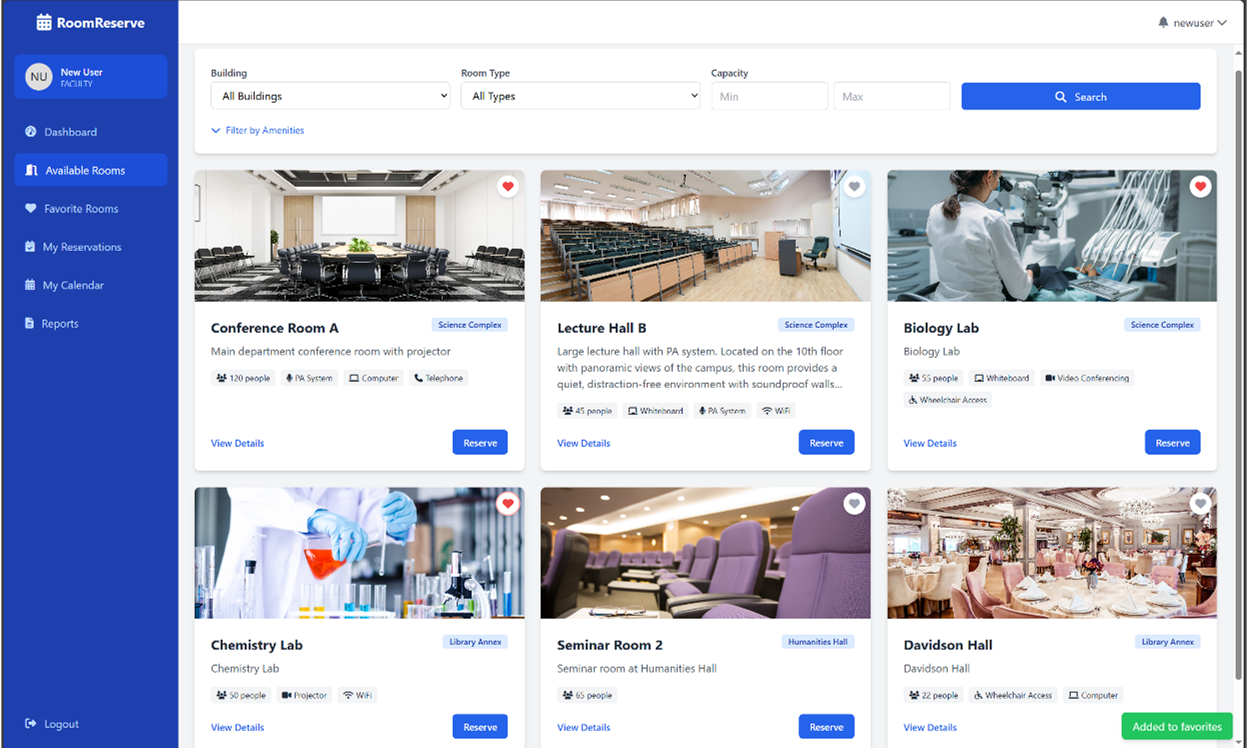 RoomReserve
newuser
NU
New User
FACULTY
Dashboard
Available Rooms
Favorite Rooms
My Reservations
My Calendar
Reports
Logout
Building
Room Type
Capacity
All Buildings
All Types
Min
Max
Search
Filter by Amenities
Conference Room A
Science Complex
Main department conference room with projector
120 people
PA System
Computer
Telephone
View Details
Reserve
Lecture Hall B
Science Complex
Large lecture hall with PA system. Located on the 10th floor
with panoramic views of the campus, this room provides a
quiet, distraction-free environment with soundproof walls...
45 people
Whiteboard
PA System
WiFi
View Details
Reserve
Biology Lab
Science Complex
Biology Lab
55 people
Whiteboard
Video Conferencing
Wheelchair Access
View Details
Reserve
Chemistry Lab
Library Annex
Chemistry Lab
50 people
Projector
WiFi
View Details
Reserve
Seminar Room 2
Humanities Hall
Seminar room at Humanities Hall
65 people
View Details
Reserve
Davidson Hall
Library Annex
Davidson Hall
22 people
Wheelchair Access
Computer
View Details
Added to favorites